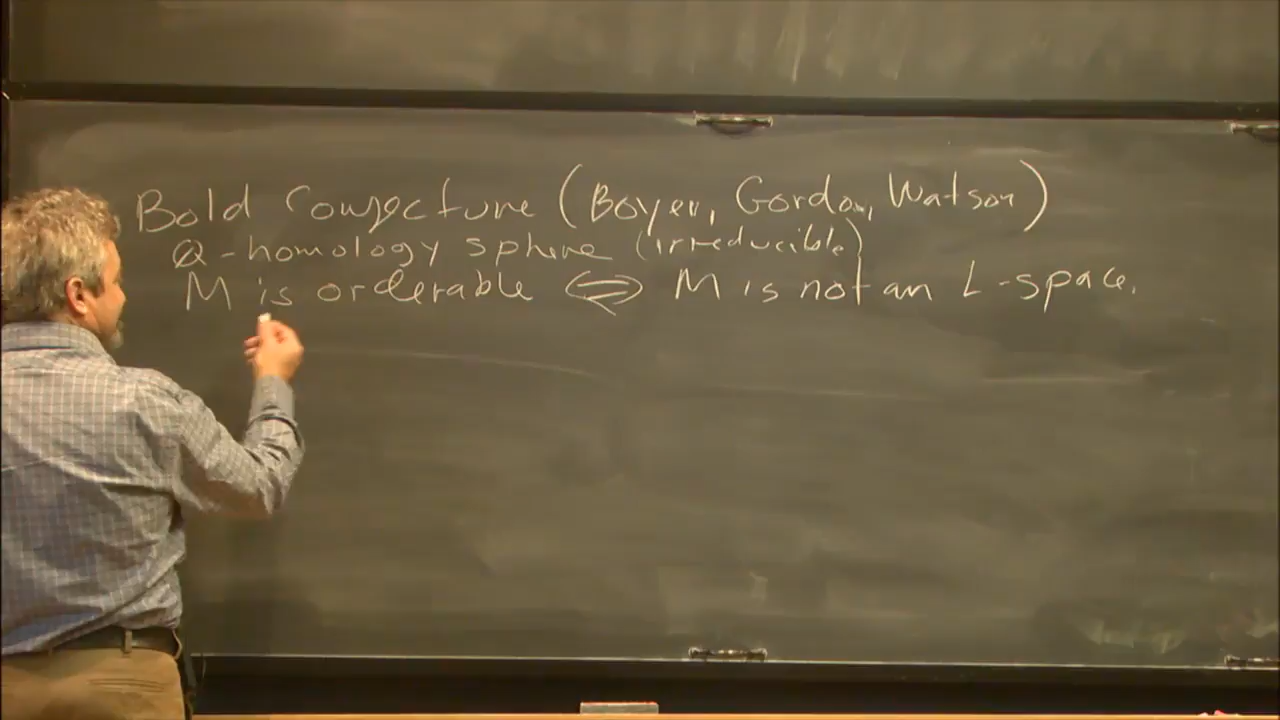 Bold Conjecture (Boyer, Gordon, Watson)
Q-homology sphere (irreducible)
M is orderable ⇔ M is not an L-space.